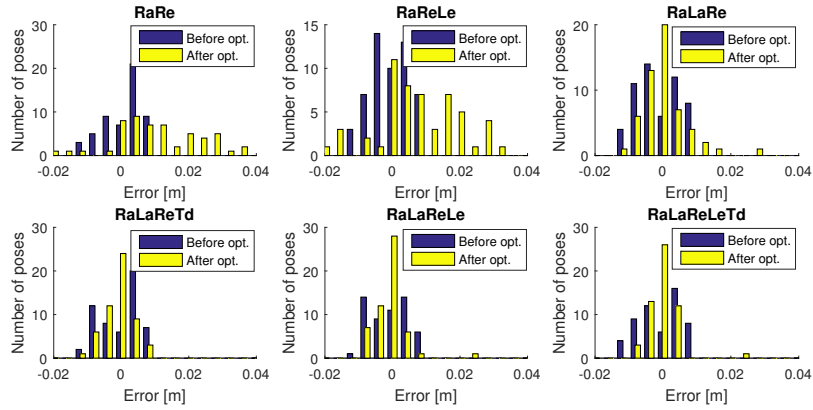 RaRe
Number of poses
30
20
10
0
Before opt.
After opt.
-0.02
0
0.02
0.04
Error [m]
RaReLe
Number of poses
15
10
5
0
Before opt.
After opt.
-0.02
0
0.02
0.04
Error [m]
RaLaRe
Number of poses
20
15
10
5
0
Before opt.
After opt.
-0.02
0
0.02
0.04
Error [m]
RaLaReTd
Number of poses
30
20
10
0
Before opt.
After opt.
-0.02
0
0.02
0.04
Error [m]
RaLaReLe
Number of poses
30
20
10
0
Before opt.
After opt.
-0.02
0
0.02
0.04
Error [m]
RaLaReLeTd
Number of poses
30
20
10
0
Before opt.
After opt.
-0.02
0
0.02
0.04
Error [m]